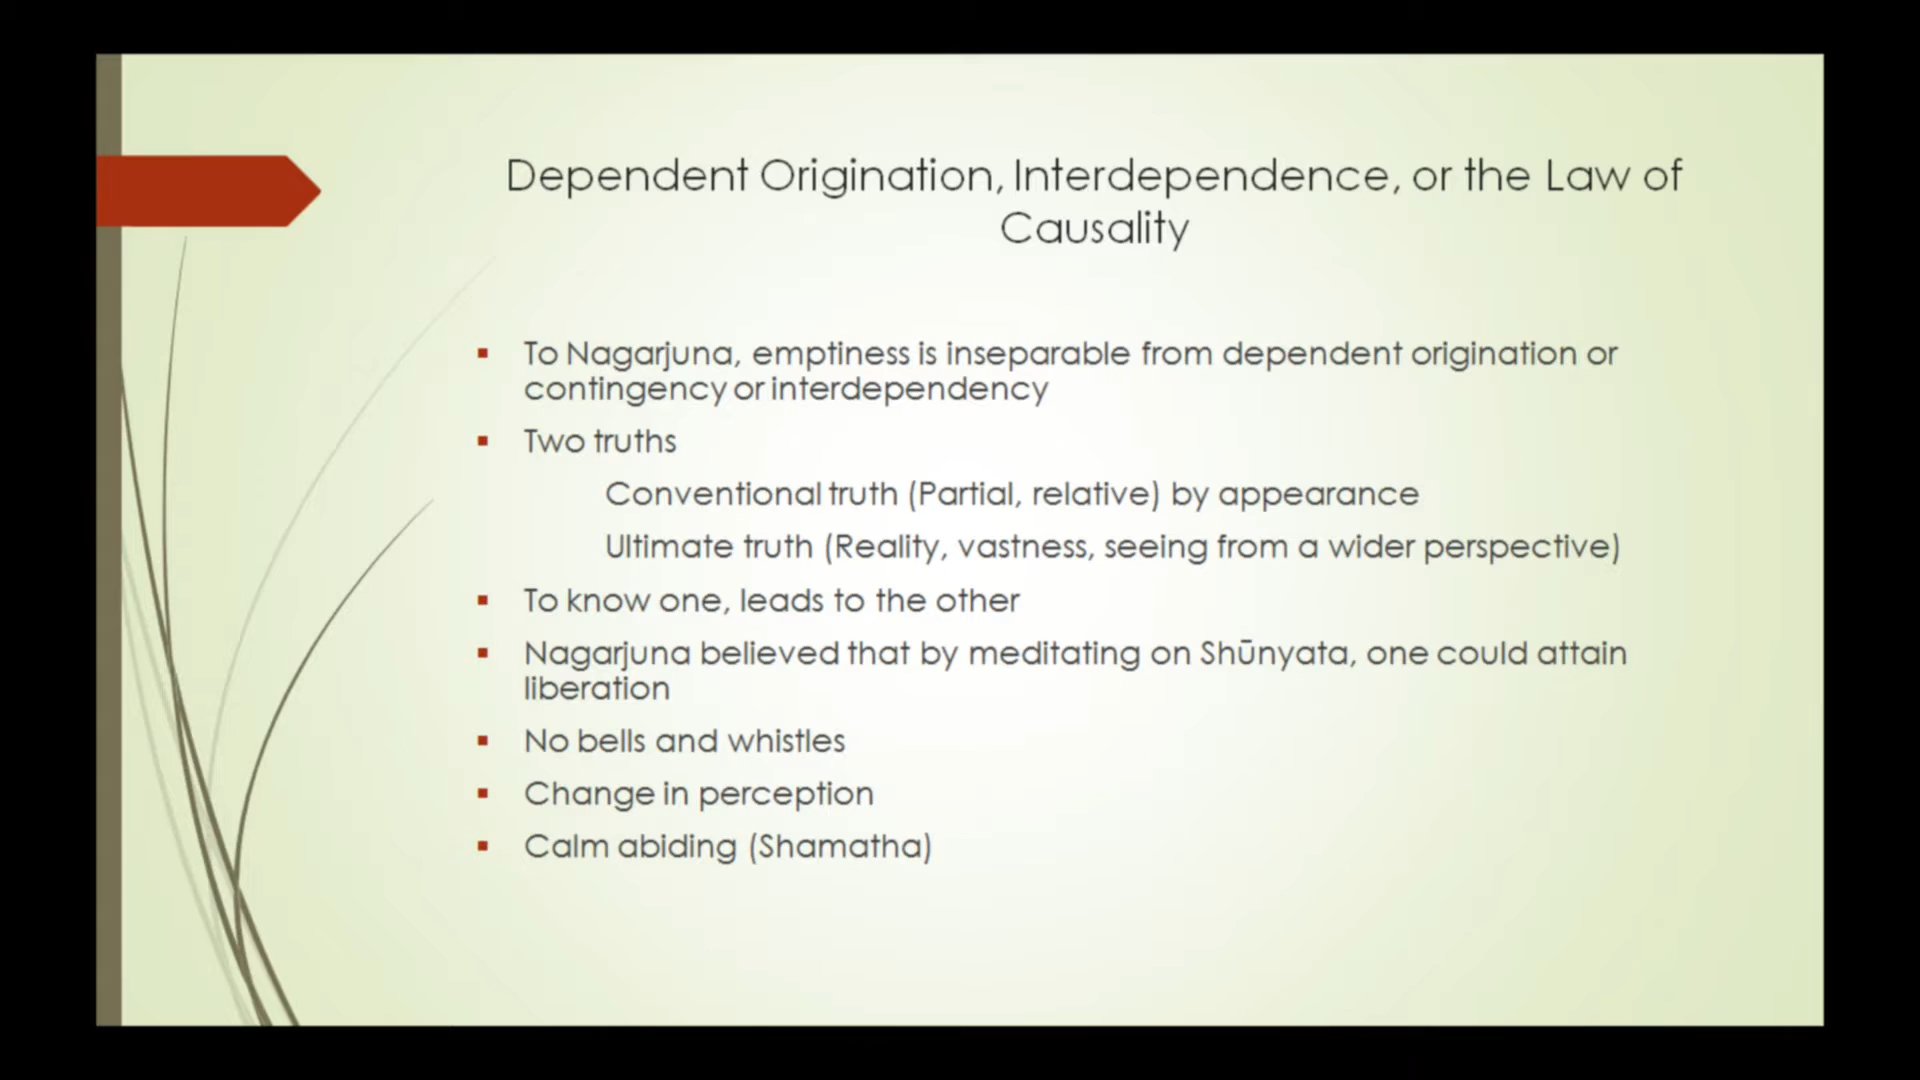 Dependent Origination, Interdependence, or the Law of
Causality
To Nagarjuna, emptiness is inseparable from dependent origination or
contingency or interdependency
Two truths
Conventional truth (Partial, relative) by appearance
Ultimate truth (Reality, vastness, seeing from a wider perspective)
To know one, leads to the other
Nagarjuna believed that by meditating on Shūnyata, one could attain
liberation
No bells and whistles
Change in perception
Calm abiding (Shamatha)